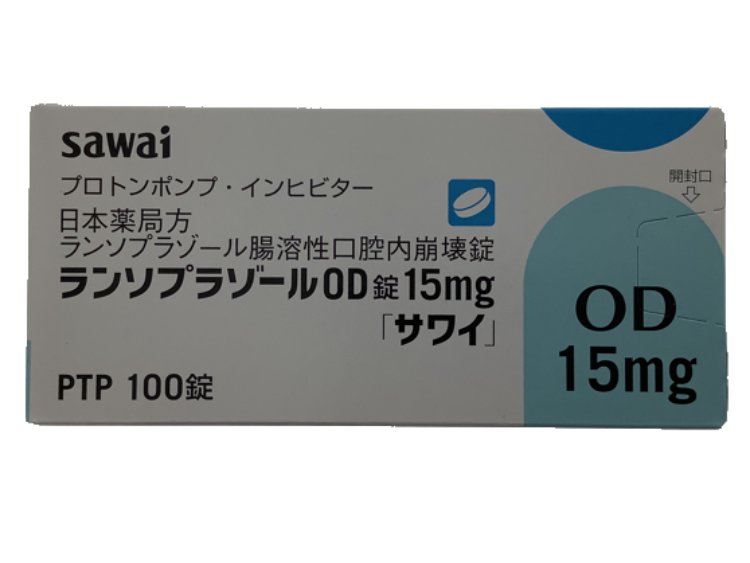 sawai
プロトンポンプ・インヒビター
日本薬局方
ランソプラゾール腸溶性口腔内崩壊錠
ランソプラゾールOD錠15mg
「サワイ」
PTP 100錠
開封口
OD
15mg